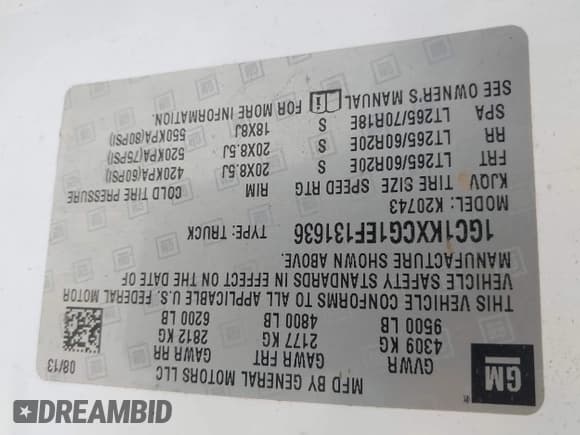 GM
MFD BY GENERAL MOTORS LLC
08/13
GVWR GAWR FRT GAWR RR
4309 KG 2177 KG 2812 KG
9500 LB 4800 LB 6200 LB
THIS VEHICLE CONFORMS TO ALL APPLICABLE U.S. FEDERAL MOTOR
VEHICLE SAFETY STANDARDS IN EFFECT ON THE DATE OF
MANUFACTURE SHOWN ABOVE.
1GC1KXCG1EF131636 TYPE: TRUCK
MODEL: K20743
KJQV TIRE SIZE SPEED RTG RIM COLD TIRE PRESSURE
FRT LT265/60R20E S 20X8.5J 420KPA(60PSI)
RR LT265/60R20E S 20X8.5J 520KPA(75PSI)
SPA LT265/70R18E S 18X8J 550KPA(80PSI)
SEE OWNER'S MANUAL FOR MORE INFORMATION.
DREAMBID